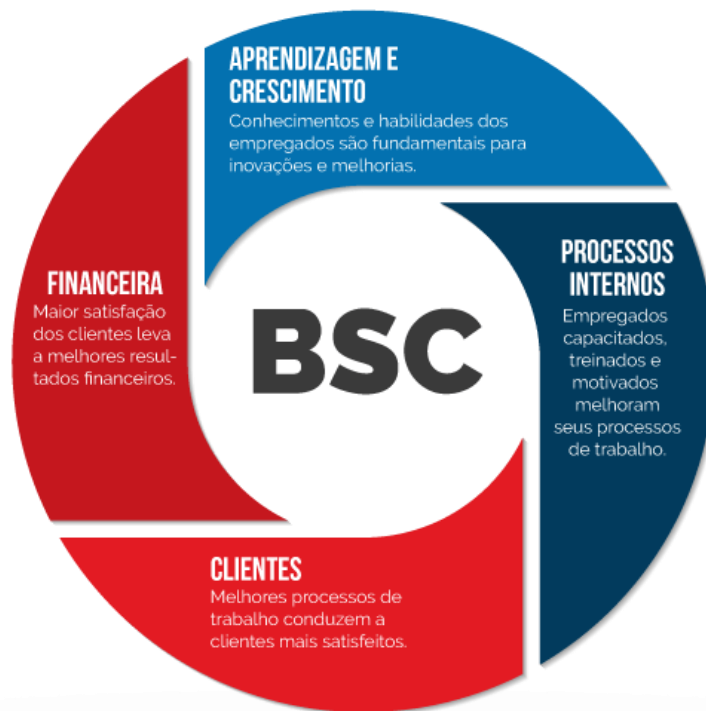 APRENDIZAGEM E
CRESCIMENTO
Conhecimentos e habilidades dos
empregados são fundamentais para
inovações e melhorias.
PROCESSOS
INTERNOS
Empregados
capacitados,
treinados e
motivados
melhoram
seus processos
de trabalho.
CLIENTES
Melhores processos de
trabalho conduzem a
clientes mais satisfeitos.
FINANCEIRA
Maior satisfação
dos clientes leva
a melhores resul-
tados financeiros.
BSC